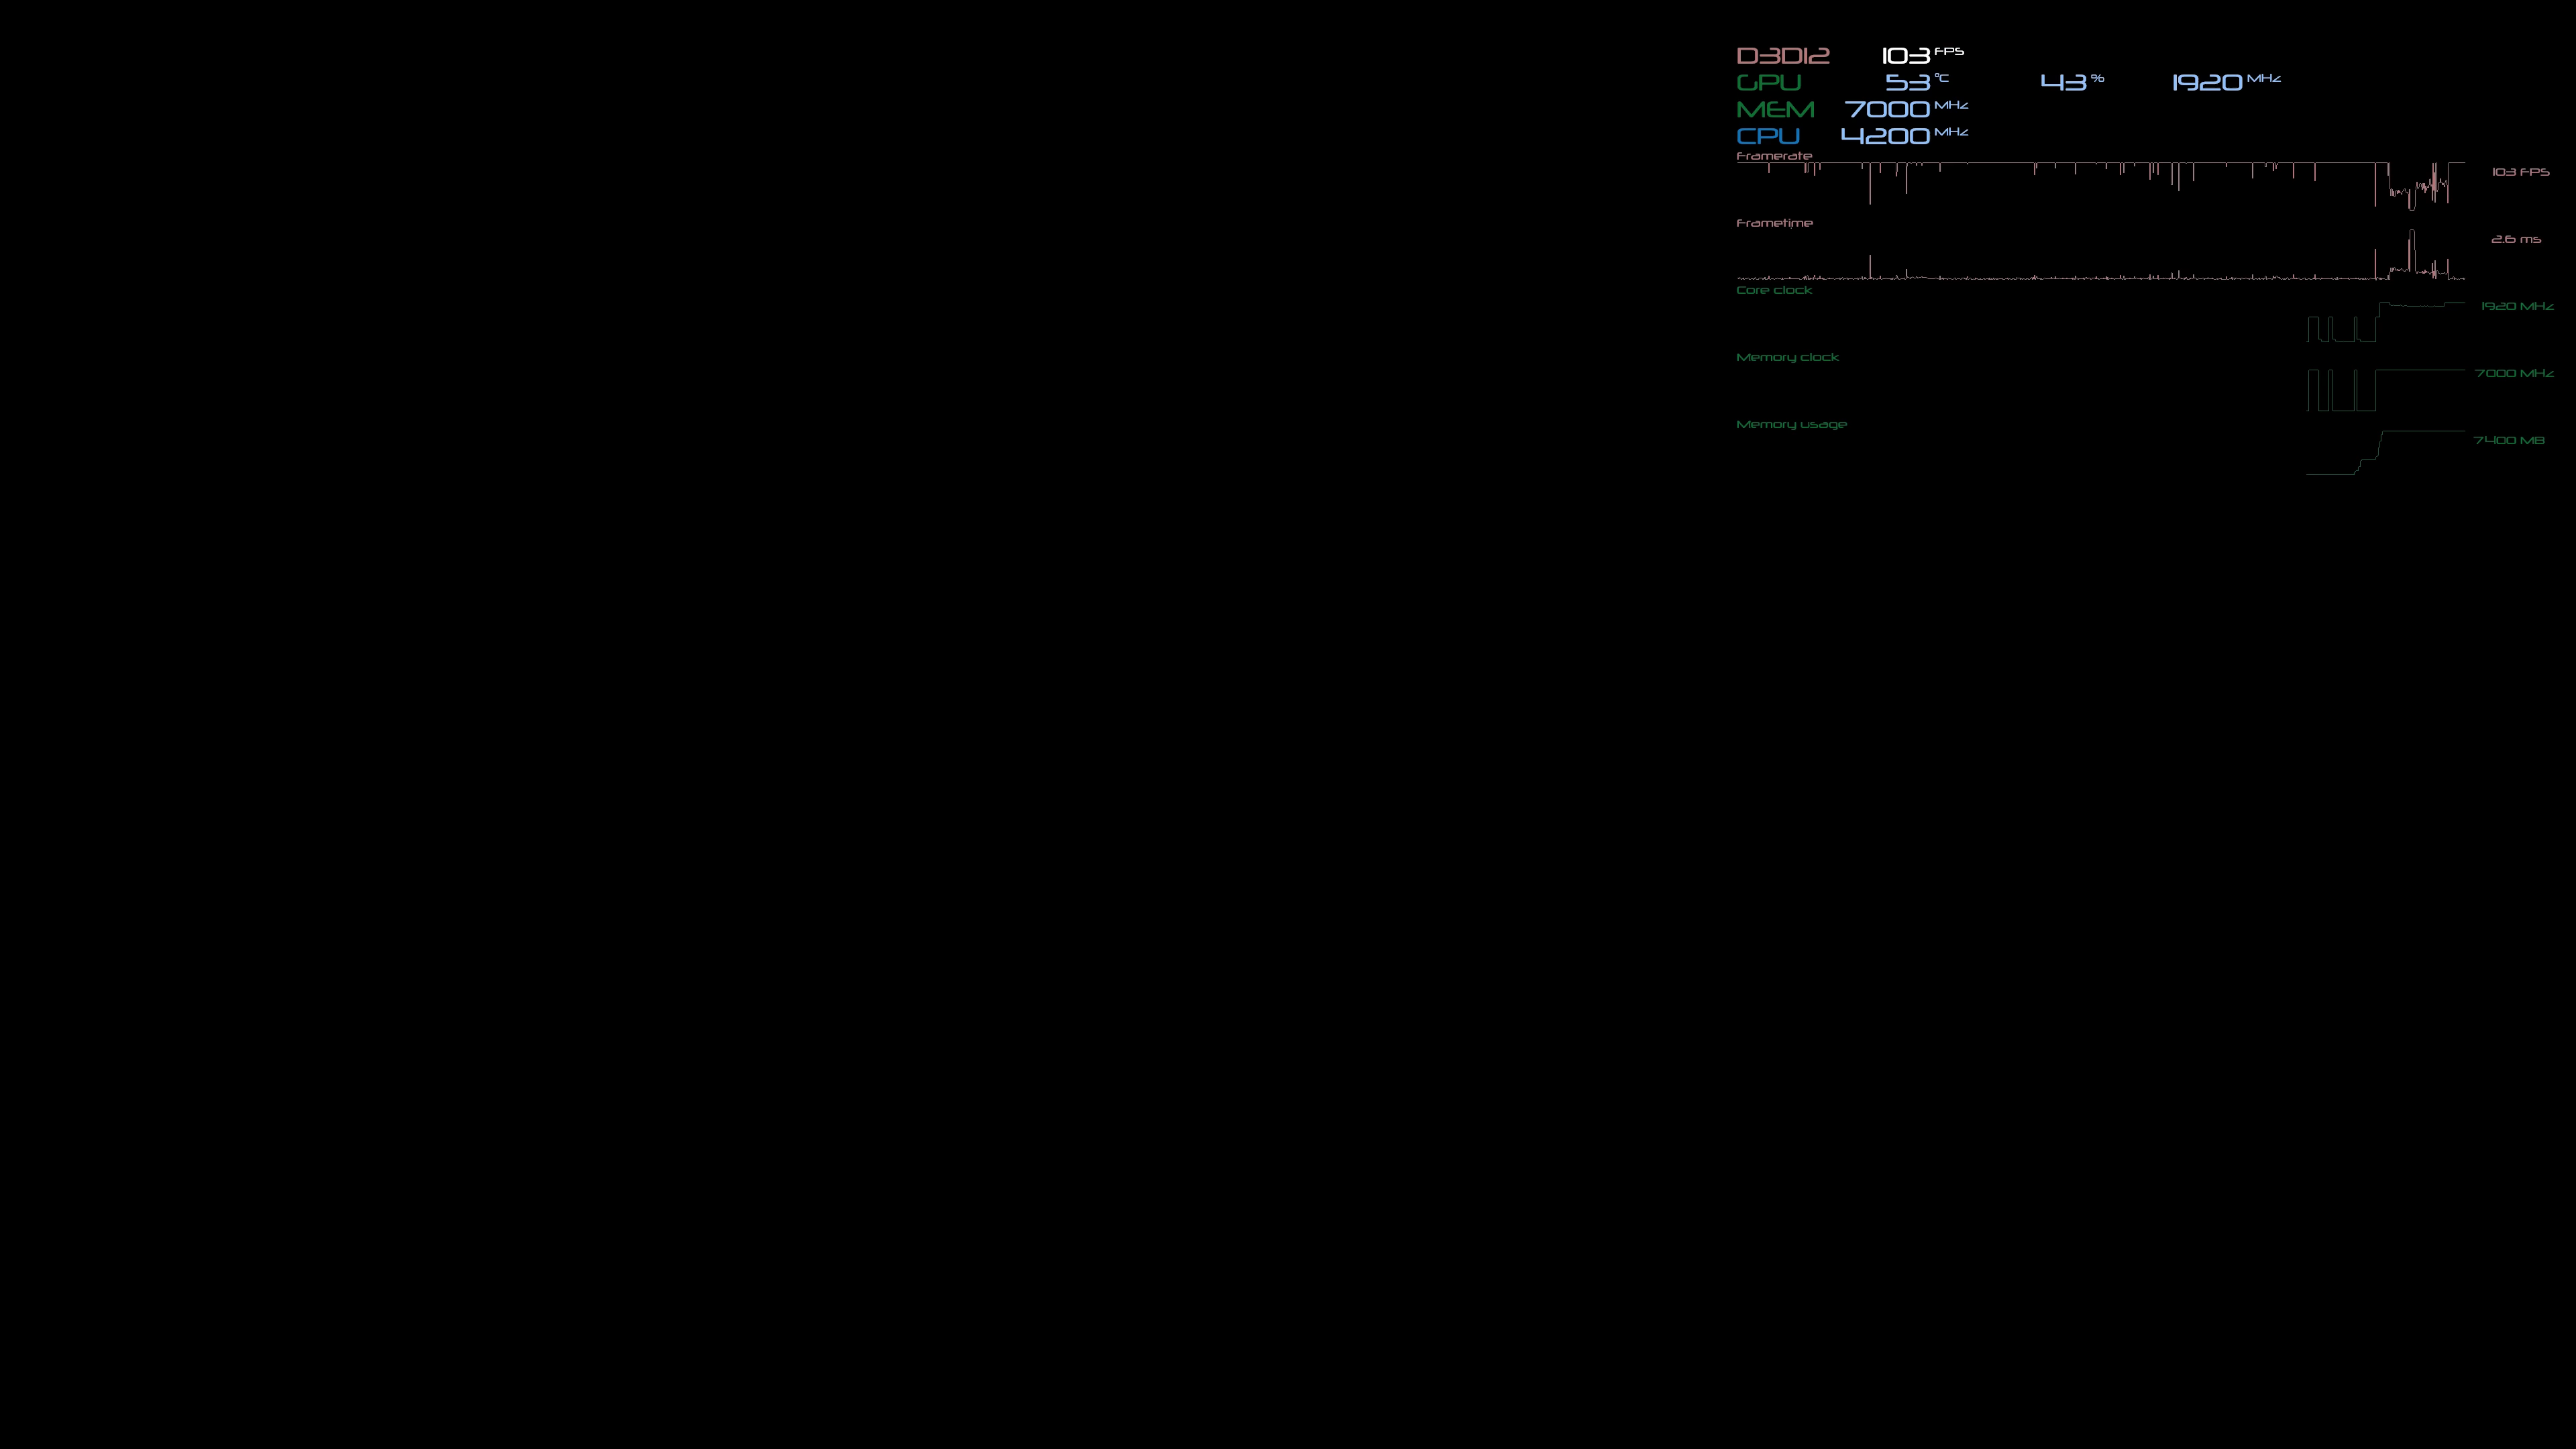 D3D12 103 FPS
GPU 53 °C 43 % 1920 MHz
MEM 7000 MHz
CPU 4200 MHz
Framerate
103 FPS
Frametime
2.6 ms
Core clock
1920 MHz
Memory clock
7000 MHz
Memory usage
7400 MB